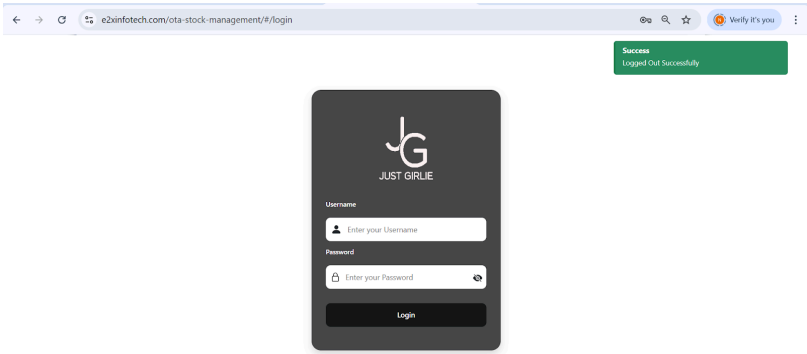 e2xinfotech.com/ota-stock-management/#/login
Verify it's you
Success
Logged Out Successfully
JG
JUST GIRLIE
Username
Enter your Username
Password
Enter your Password
Login